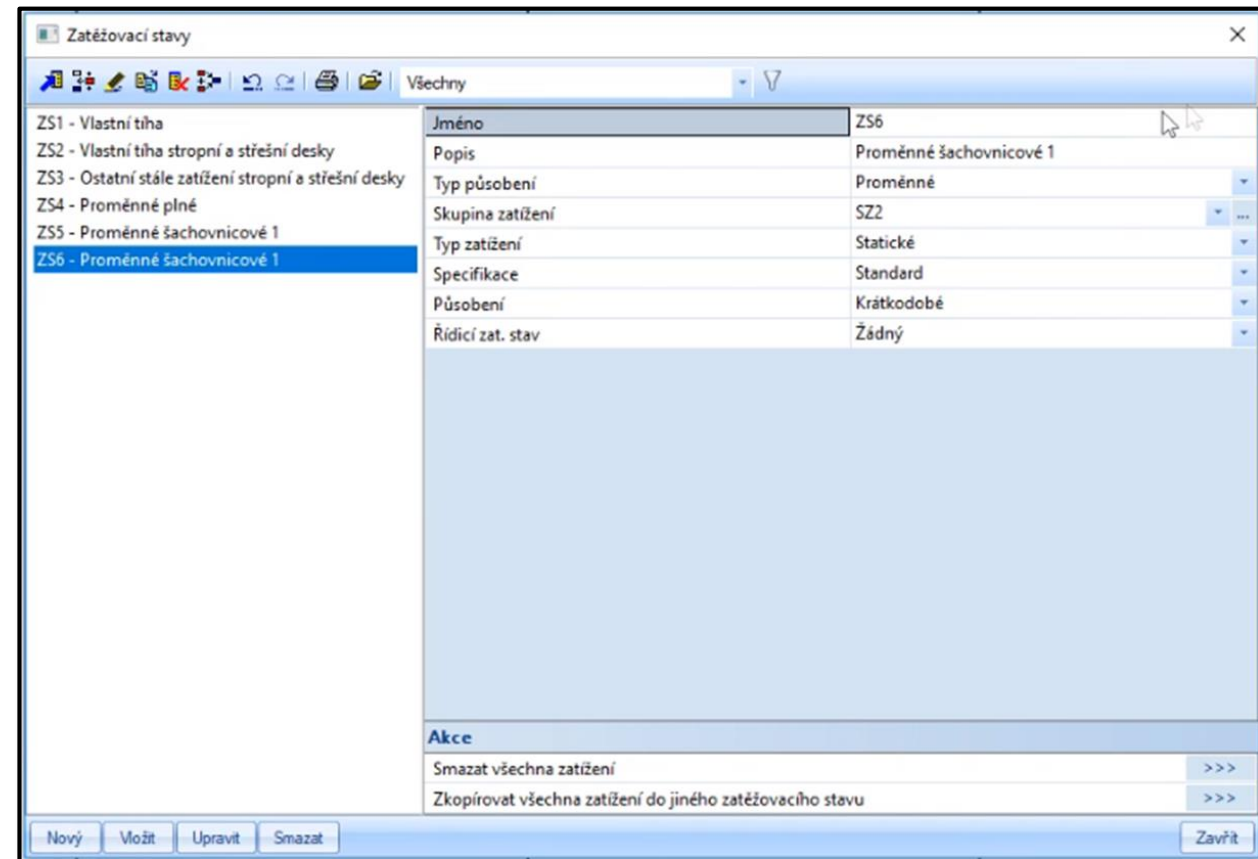 Zatěžovací stavy
Všechny
ZS1 - Vlastní tíha
ZS2 - Vlastní tíha stropní a střešní desky
ZS3 - Ostatní stále zatížení stropní a střešní desky
ZS4 - Proměnné plné
ZS5 - Proměnné šachovnicové 1
ZS6 - Proměnné šachovnicové 1
Jméno ZS6
Popis Proměnné šachovnicové 1
Typ působení Proměnné
Skupina zatížení SZ2 ...
Typ zatížení Statické
Specifikace Standard
Působení Krátkodobé
Řídicí zat. stav Žádný
Akce
Smazat všechna zatížení >>>
Zkopírovat všechna zatížení do jiného zatěžovacího stavu >>>
Nový Vložit Upravit Smazat Zavřít